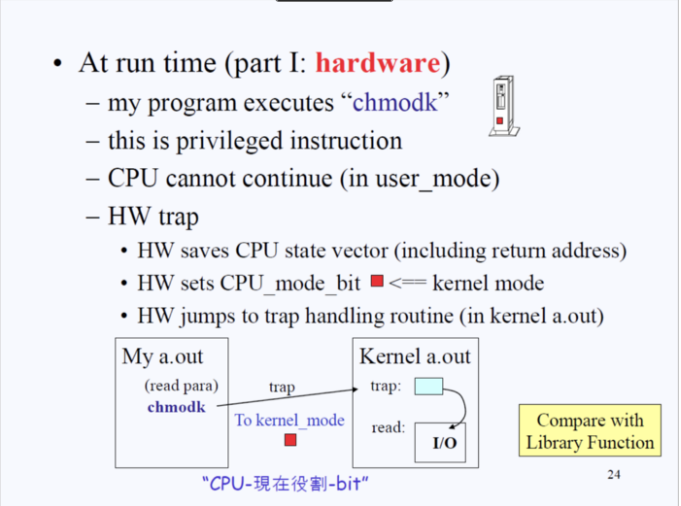 • At run time (part I: hardware)
– my program executes “chmodk”
– this is privileged instruction
– CPU cannot continue (in user_mode)
– HW trap
• HW saves CPU state vector (including return address)
• HW sets CPU_mode_bit <== kernel mode
• HW jumps to trap handling routine (in kernel a.out)
My a.out
(read para)
chmodk
trap
To kernel_mode
Kernel a.out
trap:
read:
I/O
Compare with
Library Function
“CPU-現在役割-bit”
24